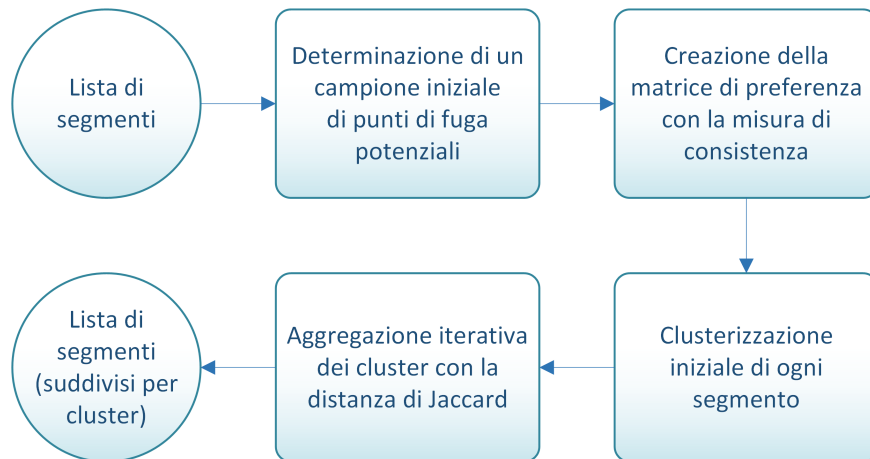 Lista di
segmenti
Determinazione di un
campione iniziale
di punti di fuga
potenziali
Creazione della
matrice di preferenza
con la misura di
consistenza
Clusterizzazione
iniziale di ogni
segmento
Aggregazione iterativa
dei cluster con la
distanza di Jaccard
Lista di
segmenti
(suddivisi per
cluster)